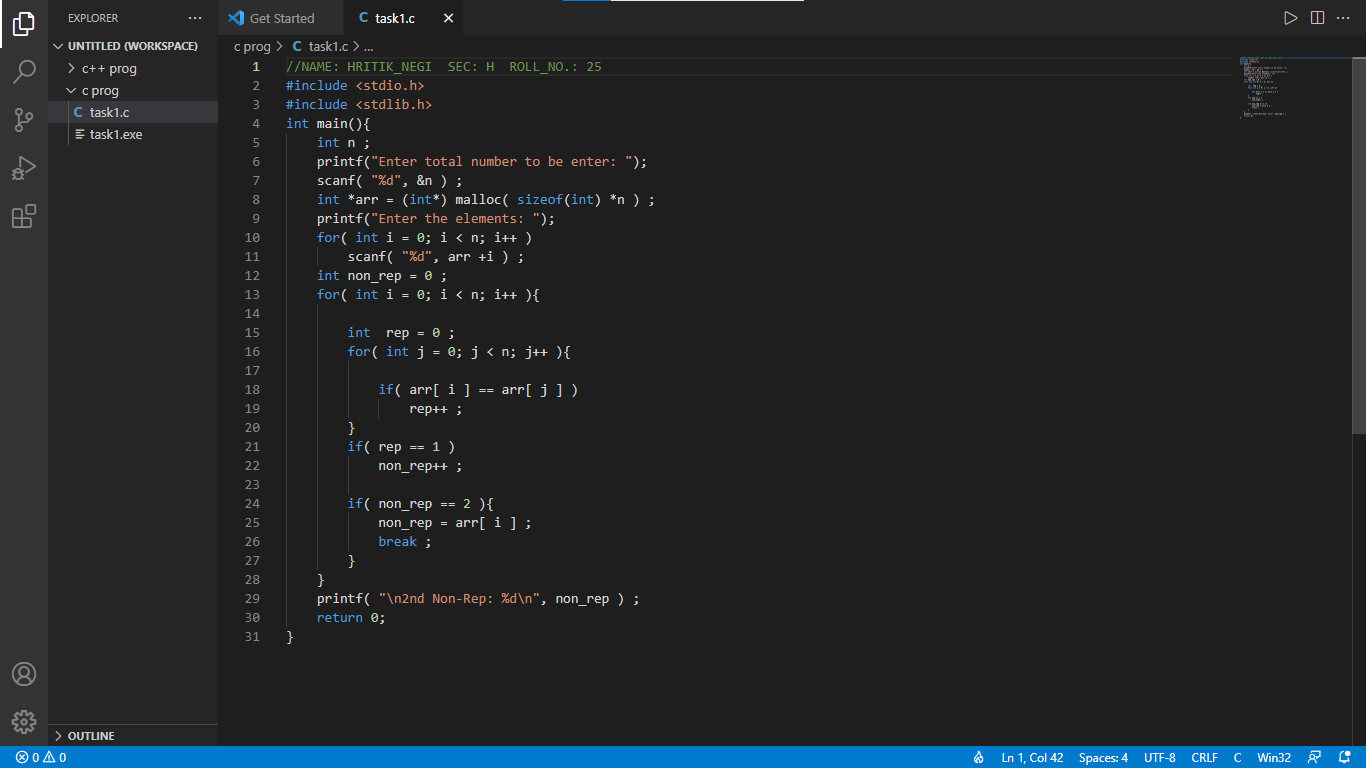 EXPLORER
Get Started
task1.c
UNTITLED (WORKSPACE)
c++ prog
c prog
task1.c
task1.exe
OUTLINE
c prog > task1.c > ...
1 //NAME: HRITIK_NEGI  SEC: H  ROLL_NO.: 25
2 #include <stdio.h>
3 #include <stdlib.h>
4 int main(){
5     int n ;
6     printf("Enter total number to be enter: ");
7     scanf( "%d", &n ) ;
8     int *arr = (int*) malloc( sizeof(int) *n ) ;
9     printf("Enter the elements: ");
10     for( int i = 0; i < n; i++ )
11         scanf( "%d", arr +i ) ;
12     int non_rep = 0 ;
13     for( int i = 0; i < n; i++ ){
14
15         int  rep = 0 ;
16         for( int j = 0; j < n; j++ ){
17
18             if( arr[ i ] == arr[ j ] )
19                 rep++ ;
20         }
21         if( rep == 1 )
22             non_rep++ ;
23
24         if( non_rep == 2 ){
25             non_rep = arr[ i ] ;
26             break ;
27         }
28     }
29     printf( "\n2nd Non-Rep: %d\n", non_rep ) ;
30     return 0;
31 }
0 0
Ln 1, Col 42
Spaces: 4
UTF-8
CRLF
C
Win32